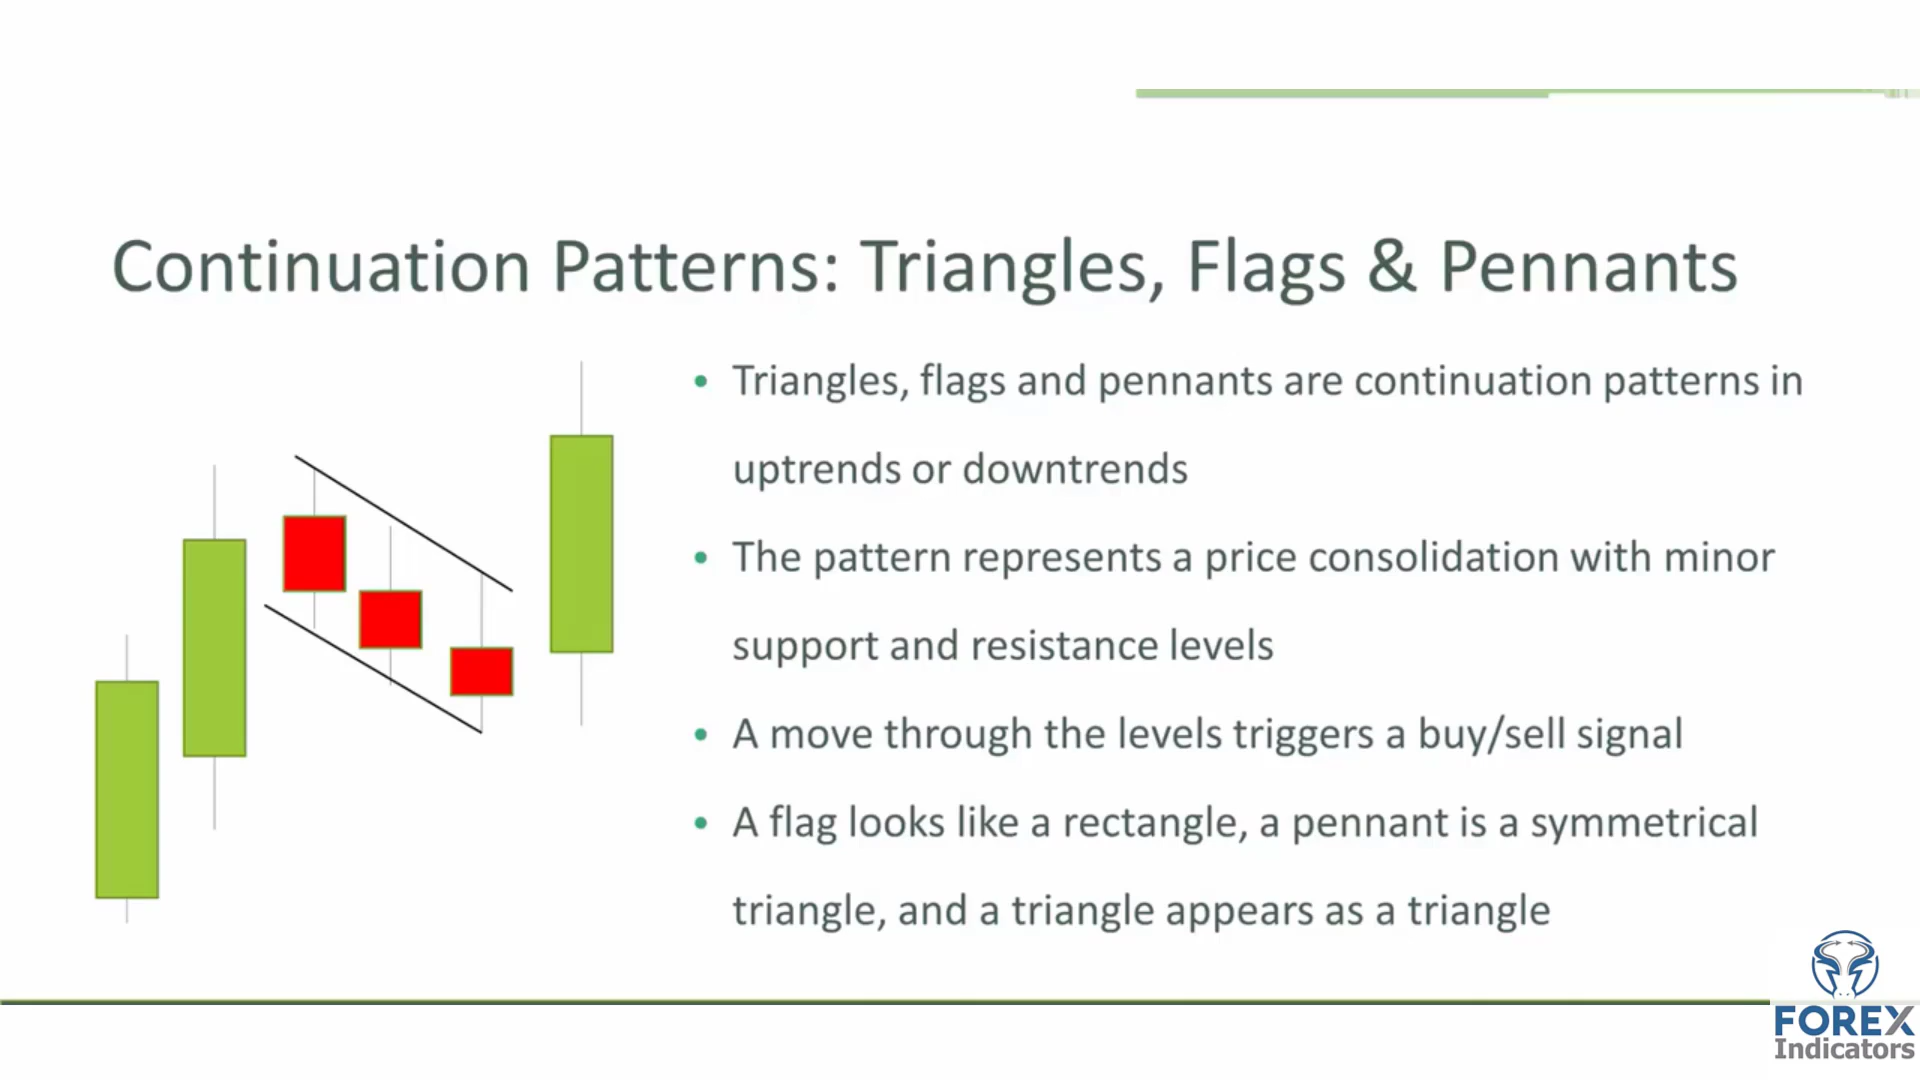 Continuation Patterns: Triangles, Flags & Pennants
• Triangles, flags and pennants are continuation patterns in
uptrends or downtrends
• The pattern represents a price consolidation with minor
support and resistance levels
• A move through the levels triggers a buy/sell signal
• A flag looks like a rectangle, a pennant is a symmetrical
triangle, and a triangle appears as a triangle
FOREX
Indicators